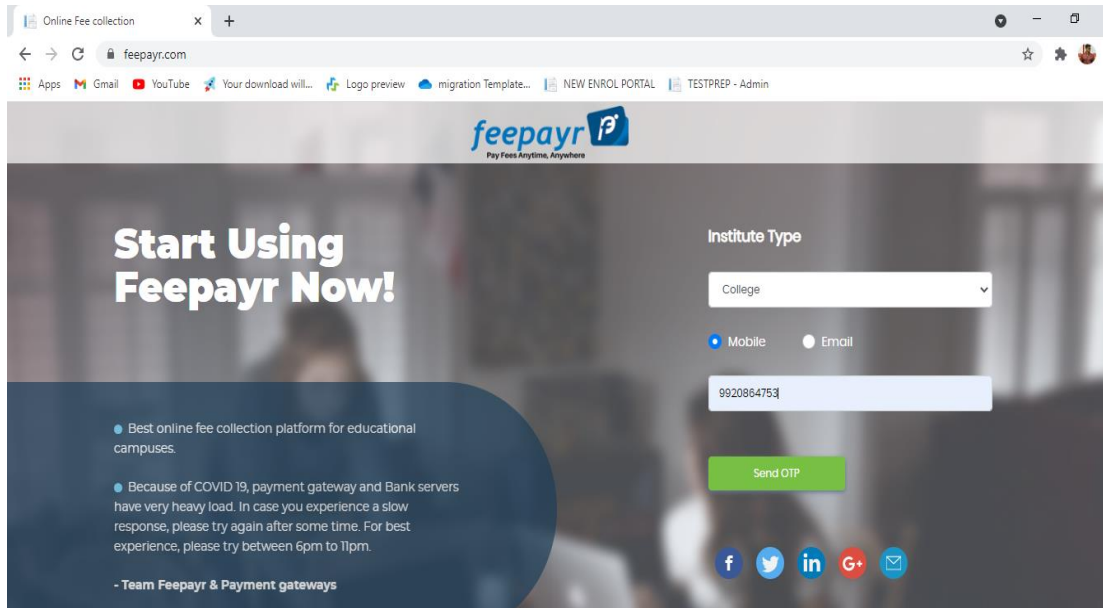 Online Fee collection
feepayr.com
Apps Gmail YouTube Your download will... Logo preview migration Template... NEW ENROL PORTAL TESTPREP - Admin
feepayr
Pay Fees Anytime, Anywhere
Start Using
Feepayr Now!
Best online fee collection platform for educational
campuses.
Because of COVID 19, payment gateway and Bank servers
have very heavy load. In case you experience a slow
response, please try again after some time. For best
experience, please try between 6pm to 11pm.
- Team Feepayr & Payment gateways
Institute Type
College
Mobile Email
9920864753
Send OTP
f in G+